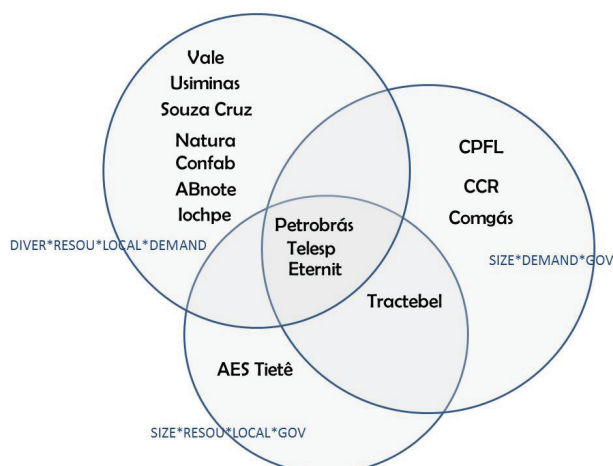 Vale
Usiminas
Souza Cruz
Natura
Confab
ABnote
Iochpe
DIVER*RESOU*LOCAL*DEMAND
CPFL
CCR
Comgás
SIZE*DEMAND*GOV
Petrobrás
Telesp
Eternit
Tractebel
AES Tietê
SIZE*RESOU*LOCAL*GOV